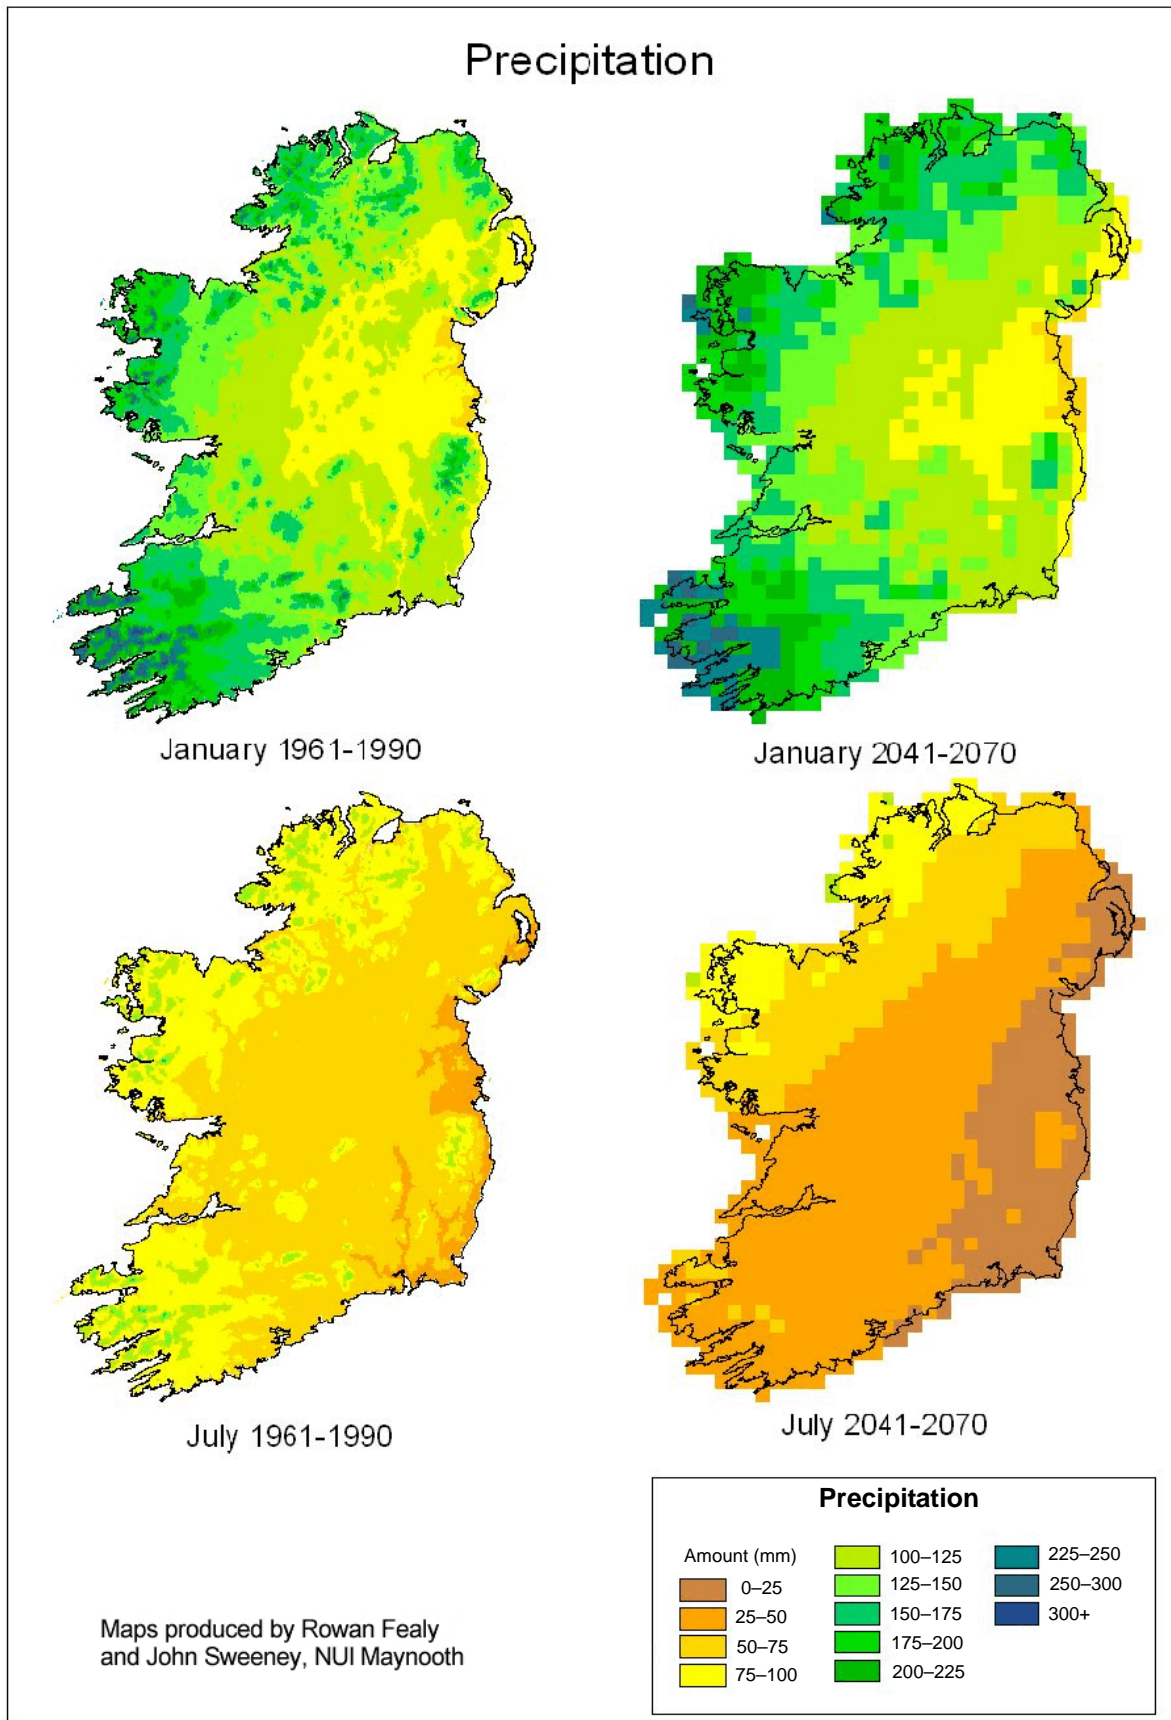 Precipitation
January 1961-1990
January 2041-2070
July 1961-1990
July 2041-2070
Precipitation
Amount (mm)
0–25
25–50
50–75
75–100
100–125
125–150
150–175
175–200
200–225
225–250
250–300
300+
Maps produced by Rowan Fealy
and John Sweeney, NUI Maynooth